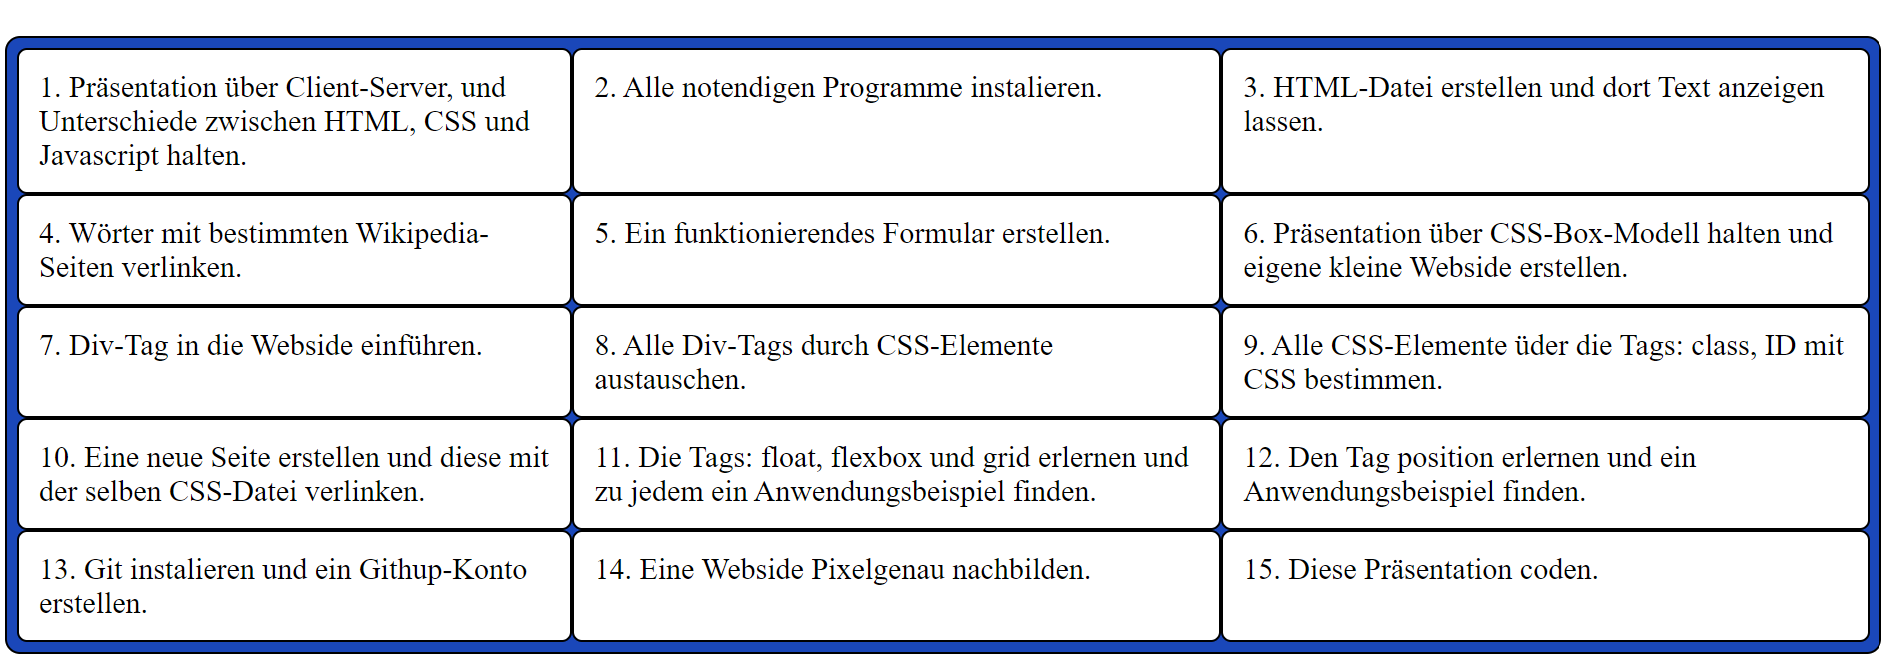 1. Präsentation über Client-Server, und
Unterschiede zwischen HTML, CSS und
Javascript halten.
2. Alle notendigen Programme instalieren.
3. HTML-Datei erstellen und dort Text anzeigen
lassen.
4. Wörter mit bestimmten Wikipedia-
Seiten verlinken.
5. Ein funktionierendes Formular erstellen.
6. Präsentation über CSS-Box-Modell halten und
eigene kleine Webside erstellen.
7. Div-Tag in die Webside einführen.
8. Alle Div-Tags durch CSS-Elemente
austauschen.
9. Alle CSS-Elemente üder die Tags: class, ID mit
CSS bestimmen.
10. Eine neue Seite erstellen und diese mit
der selben CSS-Datei verlinken.
11. Die Tags: float, flexbox und grid erlernen und
zu jedem ein Anwendungsbeispiel finden.
12. Den Tag position erlernen und ein
Anwendungsbeispiel finden.
13. Git instalieren und ein Githup-Konto
erstellen.
14. Eine Webside Pixelgenau nachbilden.
15. Diese Präsentation coden.